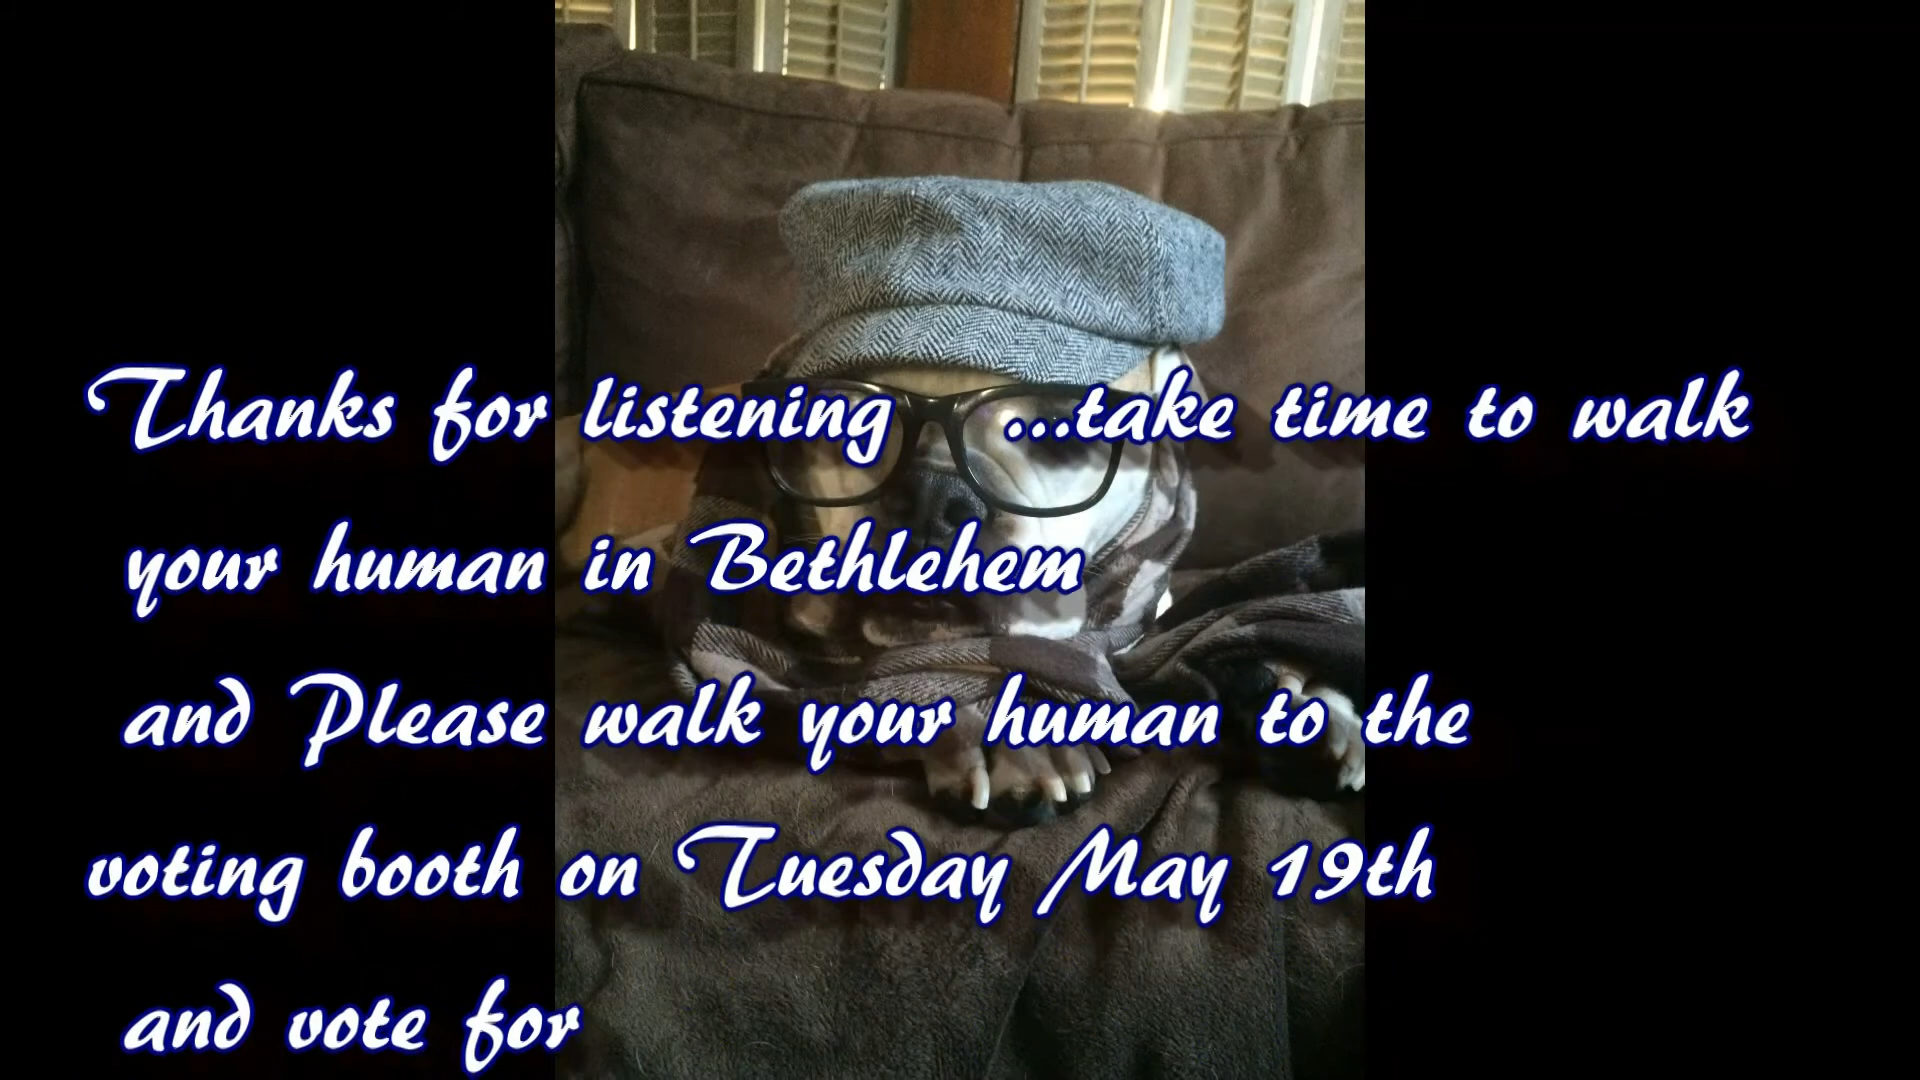 Thanks for listening ...take time to walk
your human in Bethlehem
and Please walk your human to the
voting booth on Tuesday May 19th
and vote for